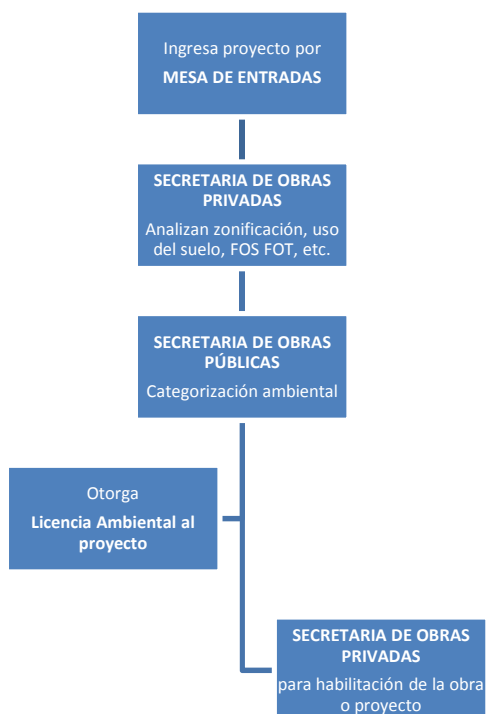 Ingresa proyecto por
MESA DE ENTRADAS
SECRETARIA DE OBRAS
PRIVADAS
Analizan zonificación, uso
del suelo, FOS FOT, etc.
SECRETARIA DE OBRAS
PÚBLICAS
Categorización ambiental
Otorga
Licencia Ambiental al
proyecto
SECRETARIA DE OBRAS
PRIVADAS
para habilitación de la obra
o proyecto